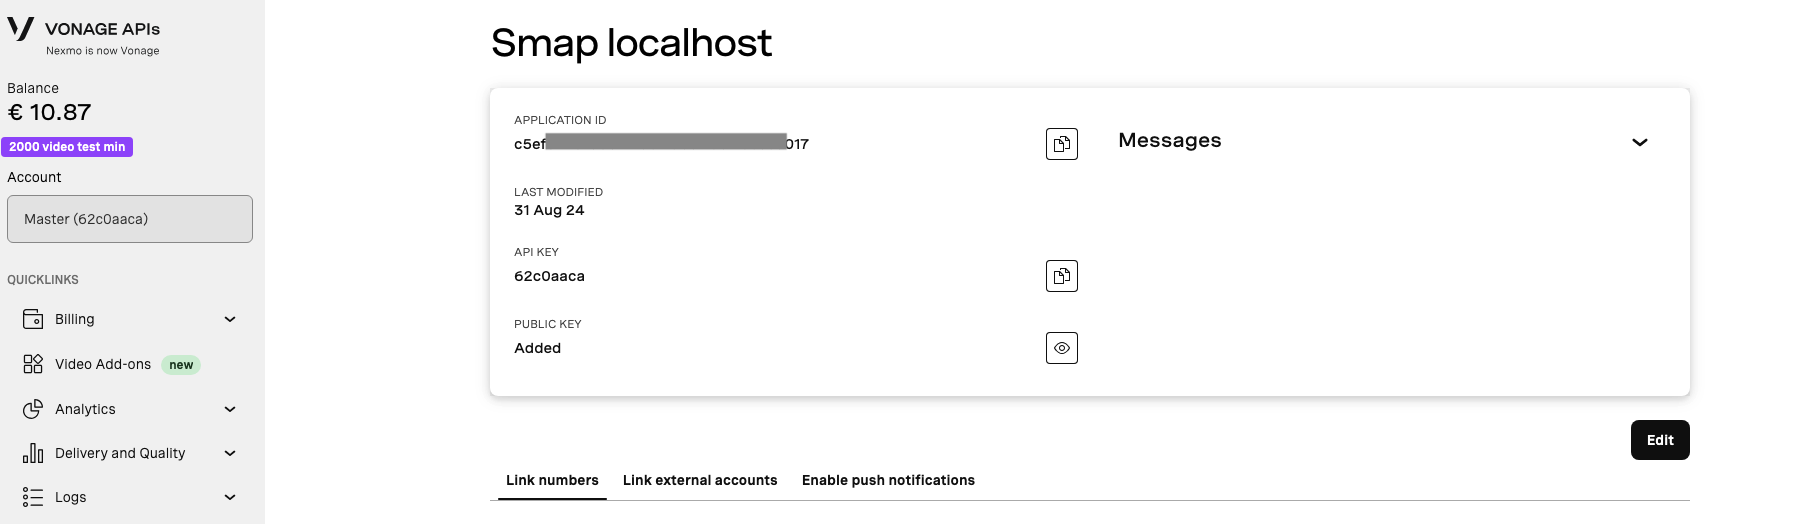 VONAGE APIs
Nexmo is now Vonage
Balance
€ 10.87
2000 video test min
Account
Master (62c0aaca)
QUICKLINKS
Billing
Video Add-ons new
Analytics
Delivery and Quality
Logs
Smap localhost
APPLICATION ID
c5ef 017
LAST MODIFIED
31 Aug 24
API KEY
62c0aaca
PUBLIC KEY
Added
Messages
Edit
Link numbers Link external accounts Enable push notifications